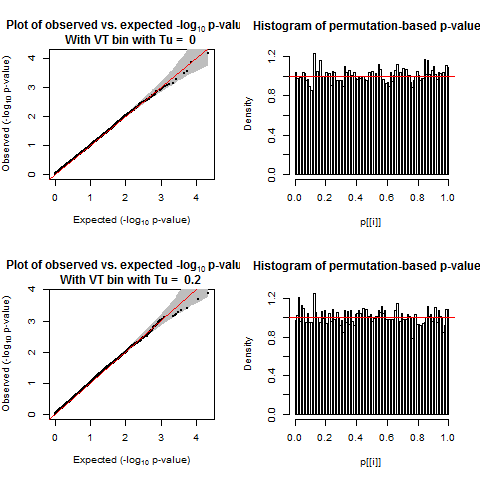 Plot of observed vs. expected -log10 p-valu
With VT bin with Tu = 0
Observed (-log10 p-value)
4
3
2
1
0
0 1 2 3 4
Expected (-log10 p-value)
Histogram of permutation-based p-value
Density
1.2
0.8
0.4
0.0
0.0 0.2 0.4 0.6 0.8 1.0
p[[i]]
Plot of observed vs. expected -log10 p-valu
With VT bin with Tu = 0.2
Observed (-log10 p-value)
4
3
2
1
0
0 1 2 3 4
Expected (-log10 p-value)
Histogram of permutation-based p-value
Density
1.2
0.8
0.4
0.0
0.0 0.2 0.4 0.6 0.8 1.0
p[[i]]